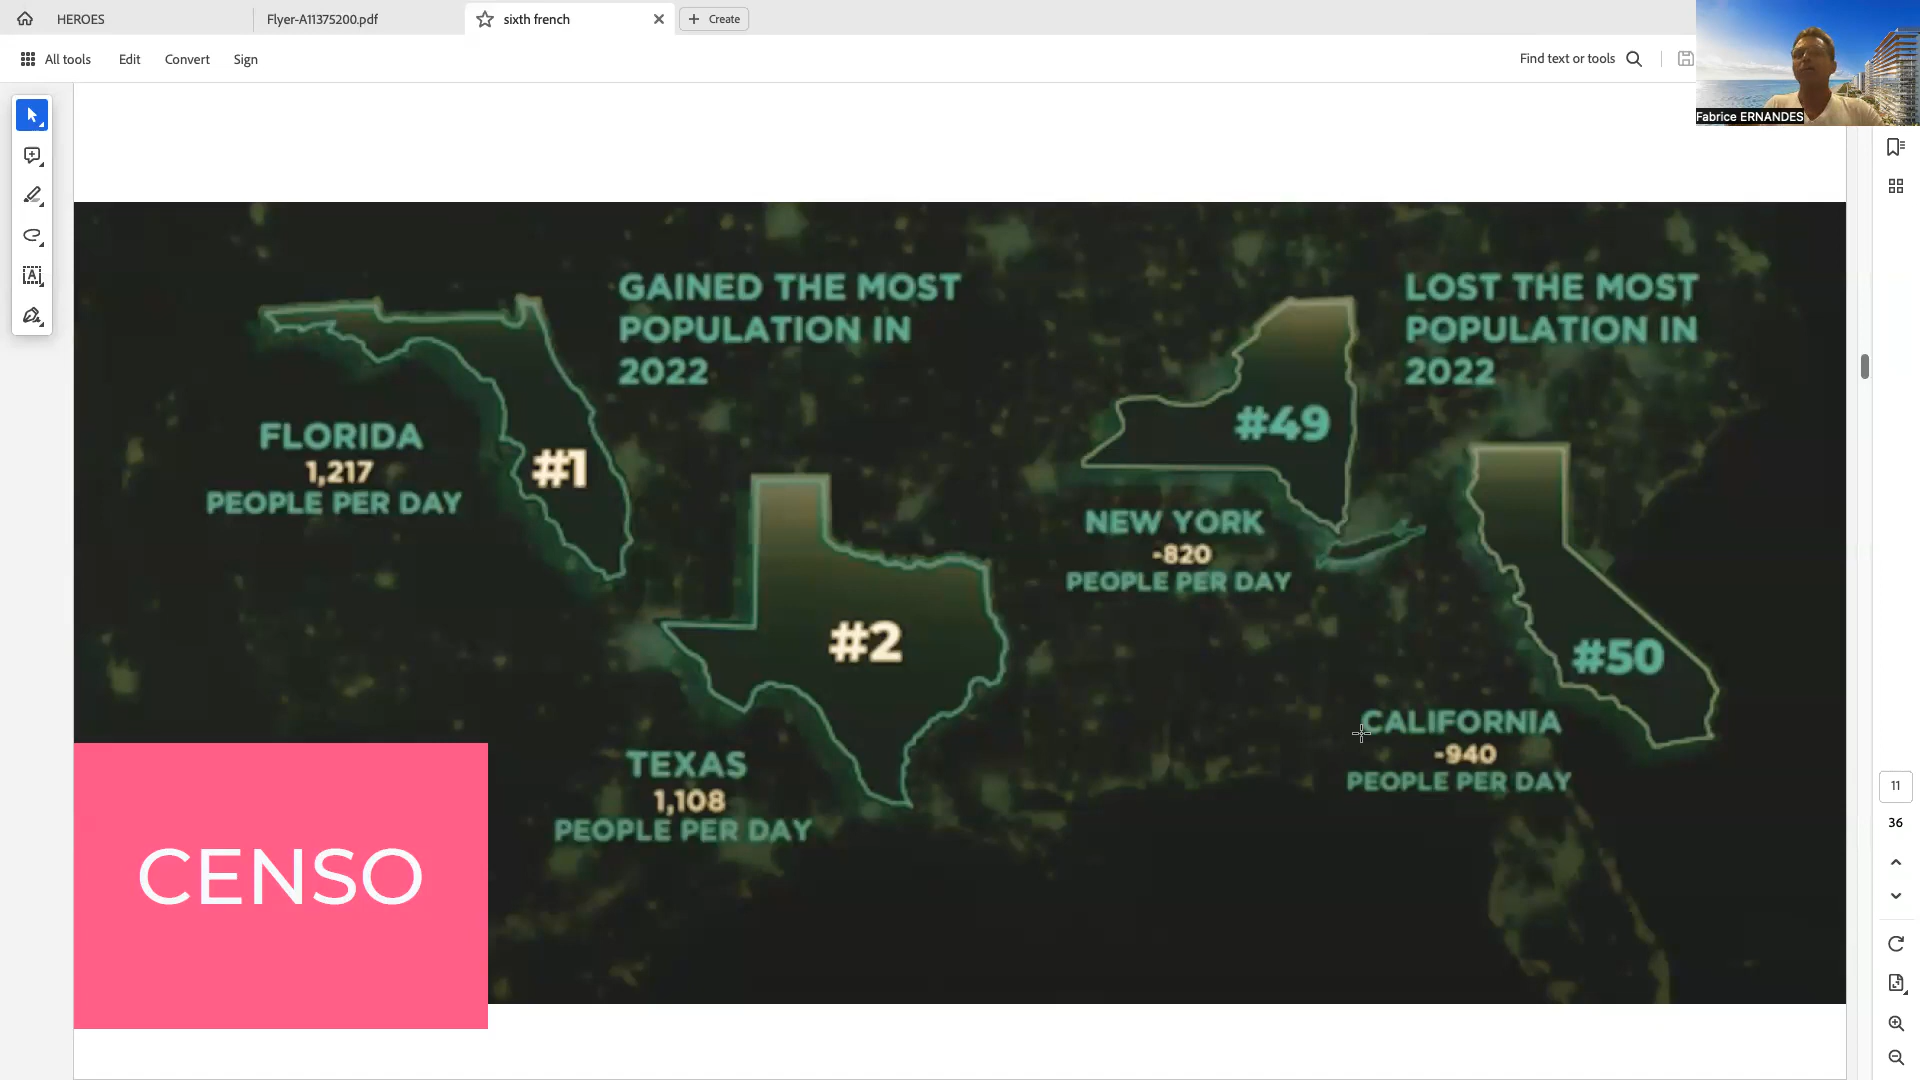 HEROES
Flyer-A11375200.pdf
sixth french
Create
All tools
Edit
Convert
Sign
Find text or tools
Fabrice ERNANDES
GAINED THE MOST
POPULATION IN
2022
LOST THE MOST
POPULATION IN
2022
FLORIDA
1,217
PEOPLE PER DAY
#1
#2
TEXAS
1,108
PEOPLE PER DAY
#49
NEW YORK
-820
PEOPLE PER DAY
#50
CALIFORNIA
-940
PEOPLE PER DAY
CENSO
11
36